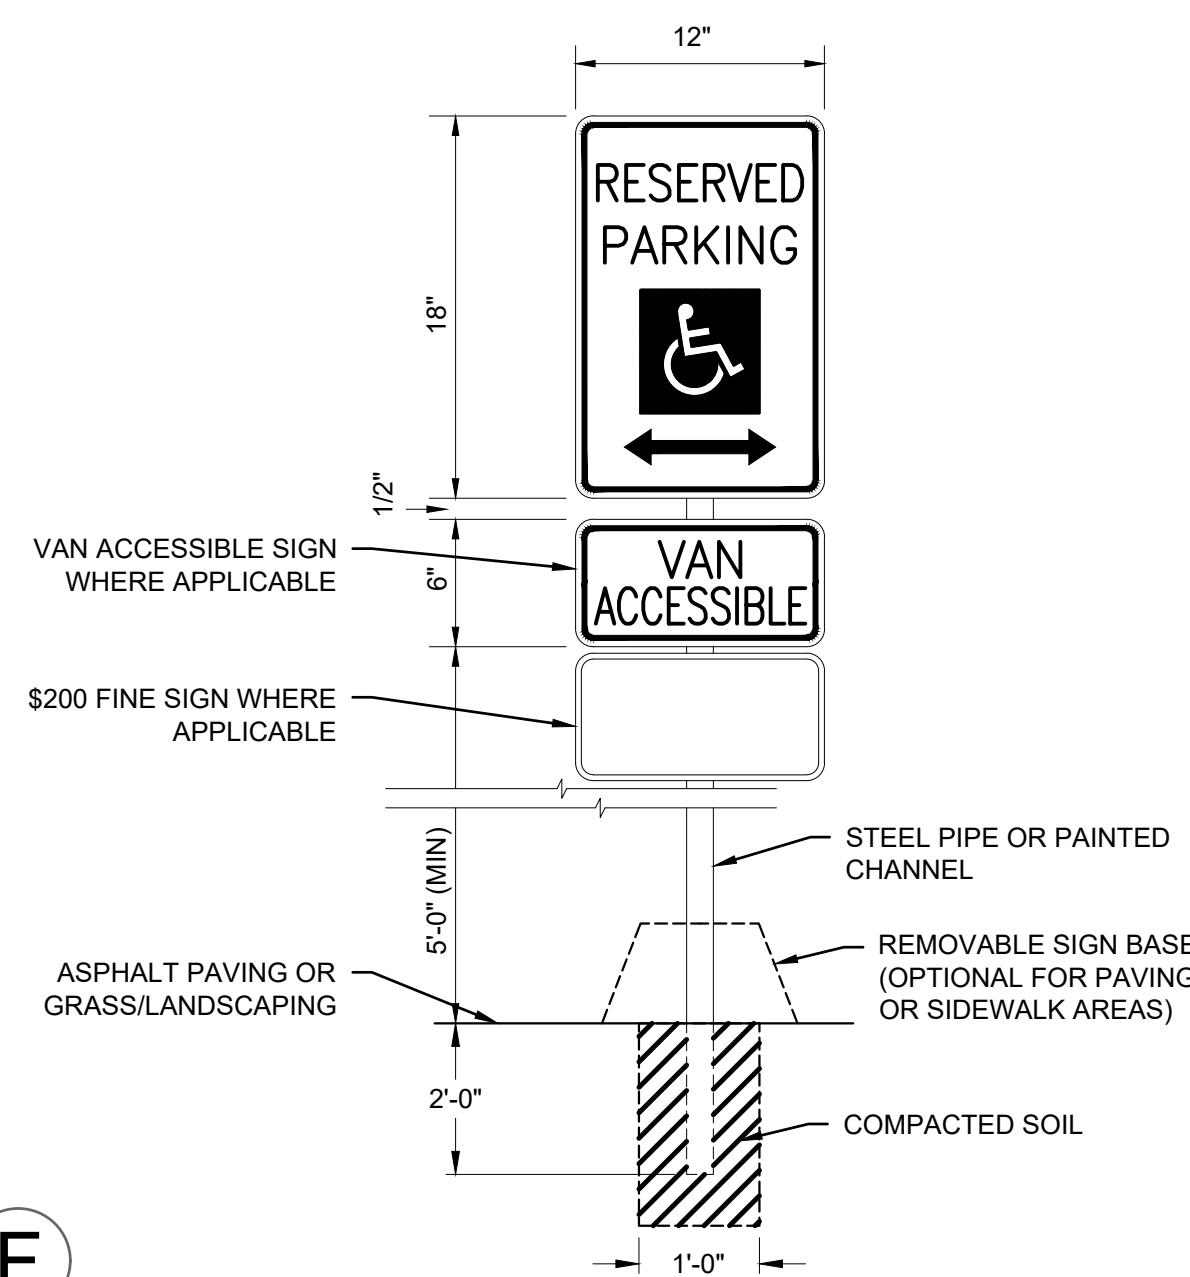 12"
RESERVED
PARKING
18"
1/2"
VAN ACCESSIBLE SIGN
WHERE APPLICABLE
6"
VAN
ACCESSIBLE
$200 FINE SIGN WHERE
APPLICABLE
5'-0" (MIN)
STEEL PIPE OR PAINTED
CHANNEL
REMOVABLE SIGN BASE
(OPTIONAL FOR PAVING
OR SIDEWALK AREAS)
ASPHALT PAVING OR
GRASS/LANDSCAPING
2'-0"
COMPACTED SOIL
1'-0"